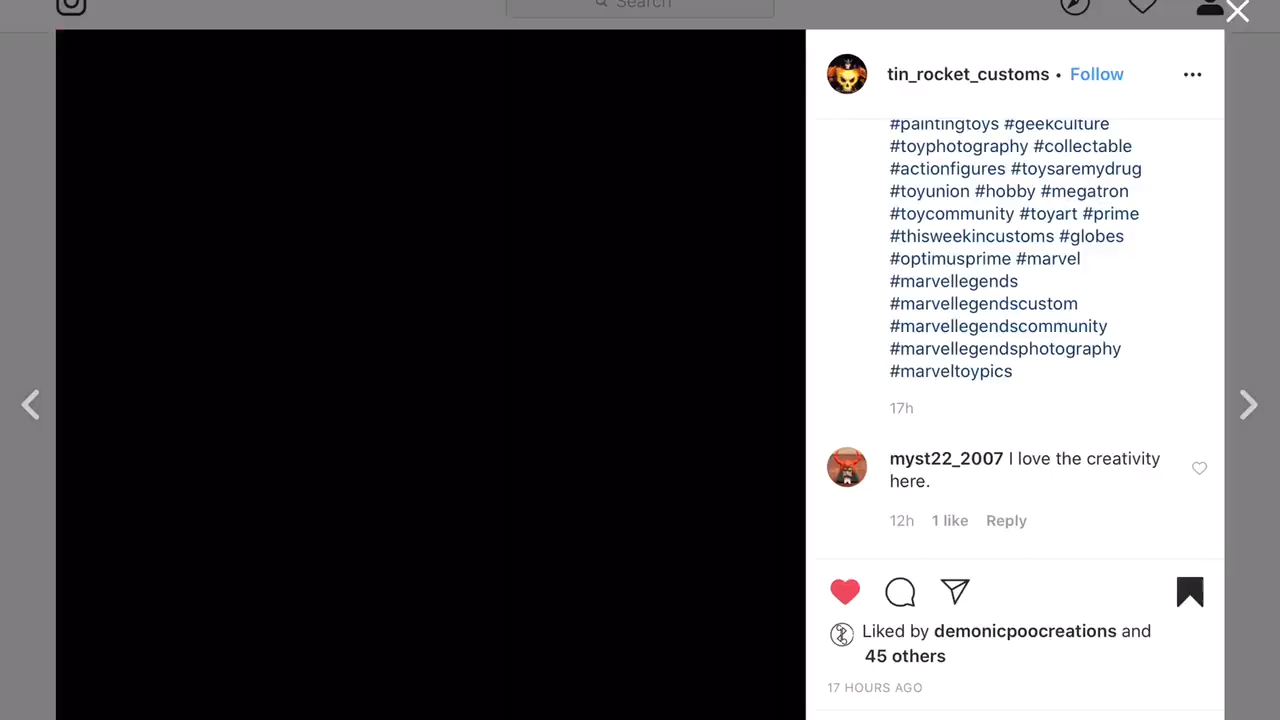 Search
tin_rocket_customs • Follow
#paintingtoys #geekculture
#toyphotography #collectable
#actionfigures #toysaremydrug
#toyunion #hobby #megatron
#toycommunity #toyart #prime
#thisweekincustoms #globes
#optimusprime #marvel
#marvellegends
#marvellegendscustom
#marvellegendscommunity
#marvellegendsphotography
#marveltoypics
17h
myst22_2007 I love the creativity
here.
12h 1 like Reply
Liked by demonicpoocreations and
45 others
17 HOURS AGO